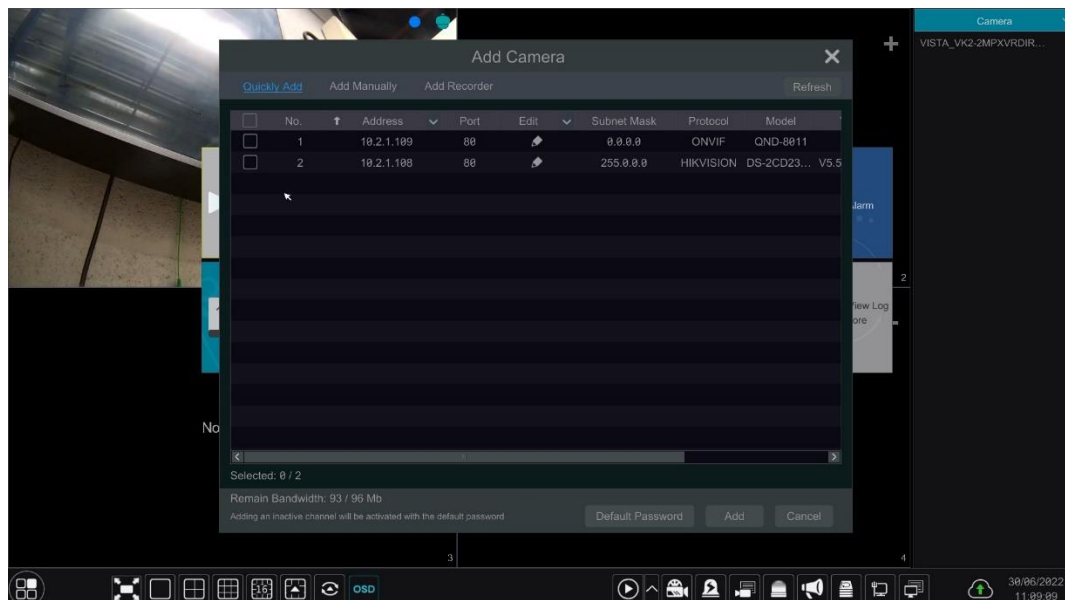 Camera
VISTA_VK2-2MPXVRDIR...
Add Camera
Quickly Add Add Manually Add Recorder Refresh
No. Address Port Edit Subnet Mask Protocol Model
1 10.2.1.109 80 0.0.0.0 ONVIF QND-8011
2 10.2.1.108 80 255.0.0.0 HIKVISION DS-2CD23... V5.5
larm
2
iew Log
ore
No
Selected: 0 / 2
Remain Bandwidth: 93 / 96 Mb
Adding an inactive channel will be activated with the default password
Default Password Add Cancel
3
4
16
OSD
30/06/2022
11:09:09